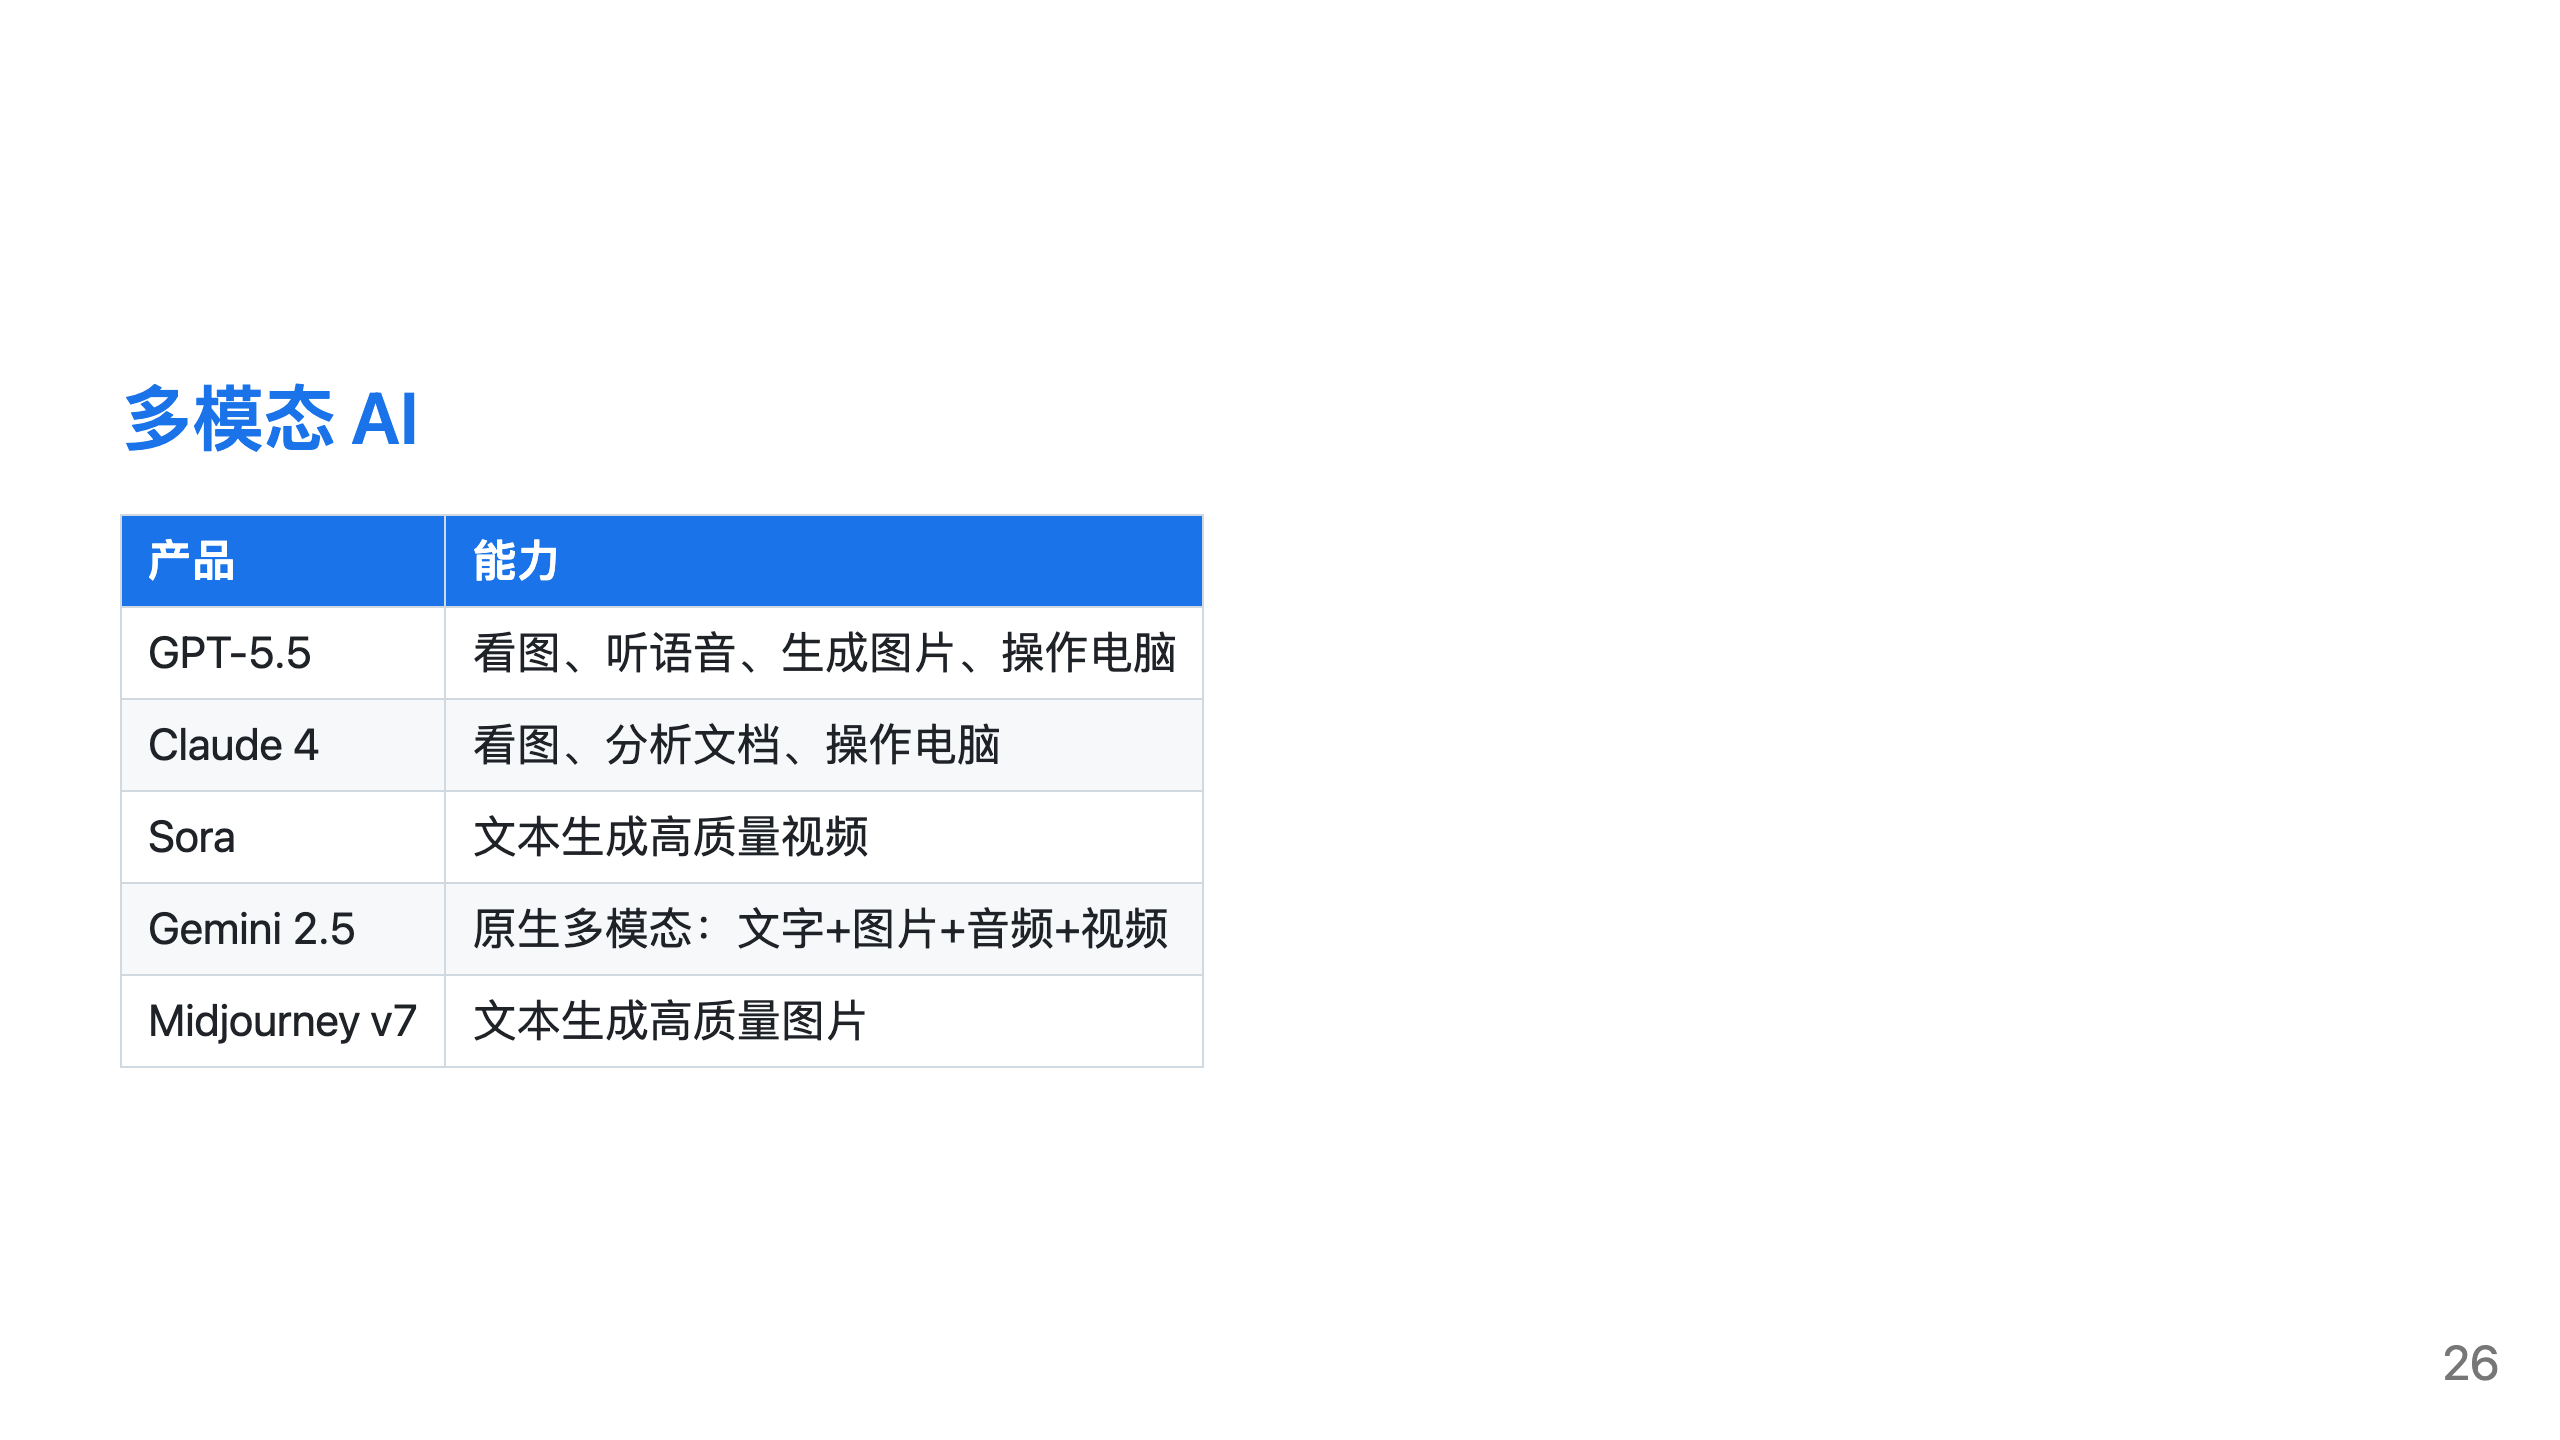 多模态 AI
产品 能力
GPT-5.5 看图、听语音、生成图片、操作电脑
Claude 4 看图、分析文档、操作电脑
Sora 文本生成高质量视频
Gemini 2.5 原生多模态：文字+图片+音频+视频
Midjourney v7 文本生成高质量图片
26